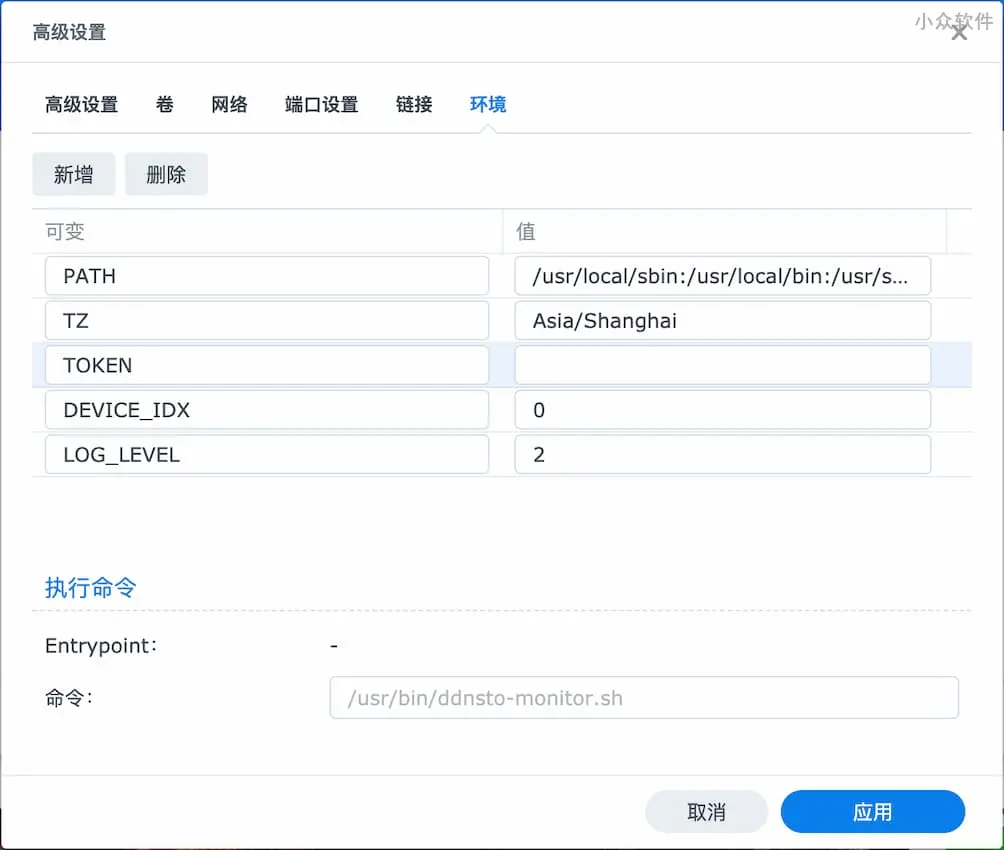 小众软件
高级设置
高级设置 卷 网络 端口设置 链接 环境
新增 删除
可变 值
PATH /usr/local/sbin:/usr/local/bin:/usr/s...
TZ Asia/Shanghai
TOKEN
DEVICE_IDX 0
LOG_LEVEL 2
执行命令
Entrypoint: -
命令: /usr/bin/ddnsto-monitor.sh
取消 应用